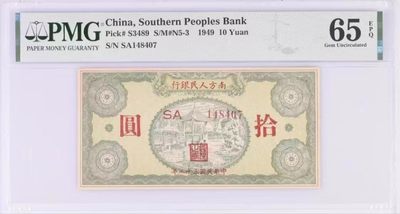 PMG
PAPER MONEY GUARANTY
China, Southern Peoples Bank
Pick# S3489 S/M#N5-3 1949 10 Yuan
S/N SA148407
65 EPQ
Gem Uncirculated
行銀民人方南
SA 148407
圓 拾